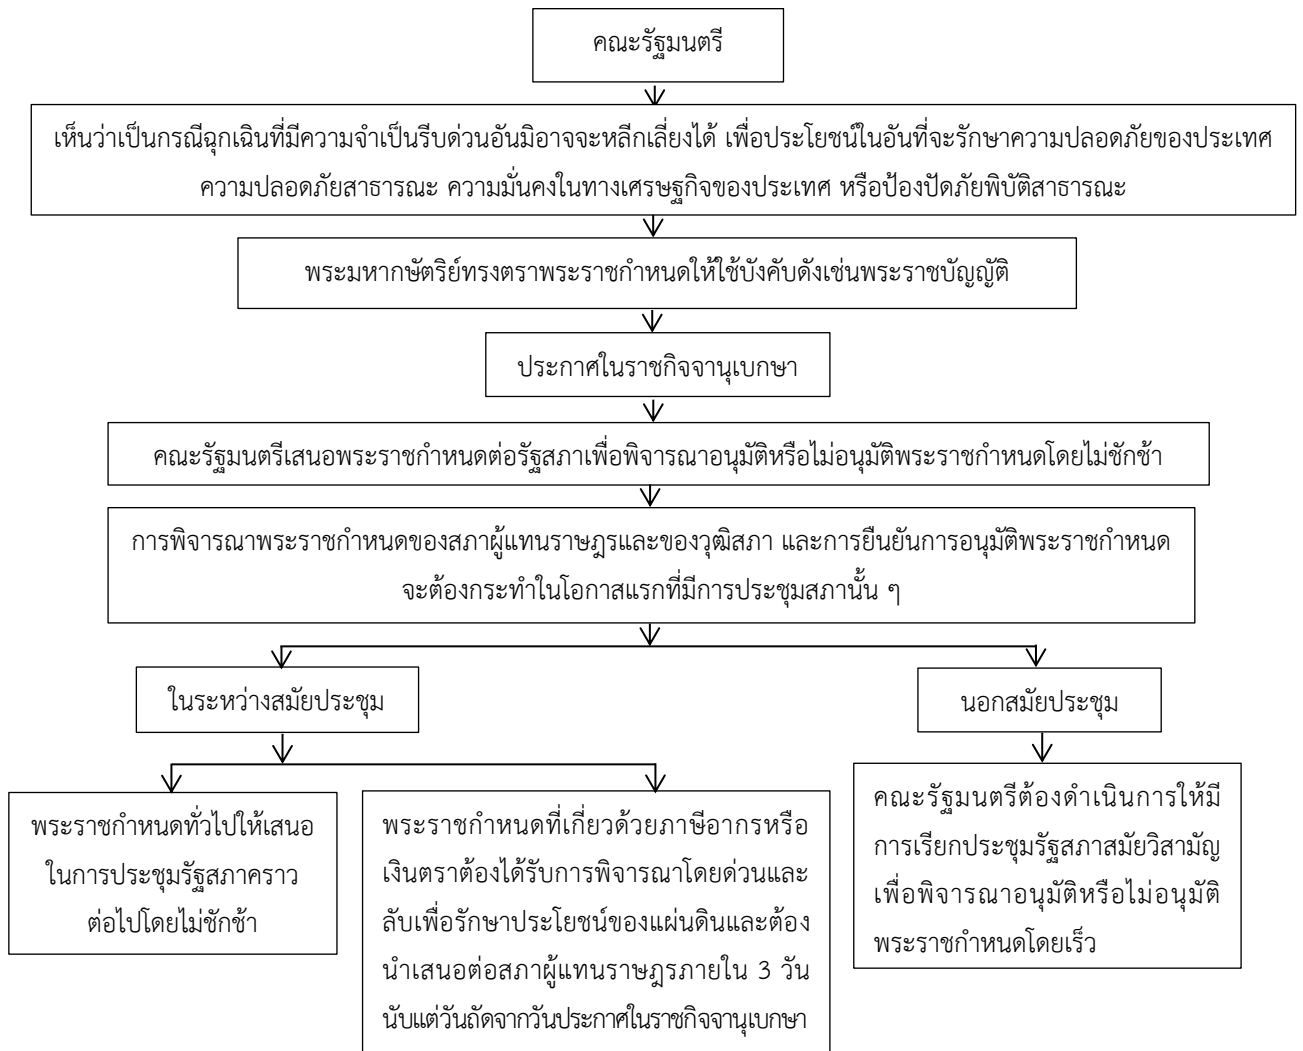 คณะรัฐมนตรี
เห็นว่าเป็นกรณีฉุกเฉินที่มีความจำเป็นรีบด่วนอันมิอาจจะหลีกเลี่ยงได้ เพื่อประโยชน์ในอันที่จะรักษาความปลอดภัยของประเทศ
ความปลอดภัยสาธารณะ ความมั่นคงในทางเศรษฐกิจของประเทศ หรือป้องปัดภัยพิบัติสาธารณะ
พระมหากษัตริย์ทรงตราพระราชกำหนดให้ใช้บังคับดังเช่นพระราชบัญญัติ
ประกาศในราชกิจจานุเบกษา
คณะรัฐมนตรีเสนอพระราชกำหนดต่อรัฐสภาเพื่อพิจารณาอนุมัติหรือไม่อนุมัติพระราชกำหนดโดยไม่ชักช้า
การพิจารณาพระราชกำหนดของสภาผู้แทนราษฎรและของวุฒิสภา และการยืนยันการอนุมัติพระราชกำหนด
จะต้องกระทำในโอกาสแรกที่มีการประชุมสภานั้น ๆ
ในระหว่างสมัยประชุม
นอกสมัยประชุม
พระราชกำหนดทั่วไปให้เสนอ
ในการประชุมรัฐสภาคราว
ต่อไปโดยไม่ชักช้า
พระราชกำหนดที่เกี่ยวด้วยภาษีอากรหรือ
เงินตราต้องได้รับการพิจารณาโดยด่วนและ
ลับเพื่อรักษาประโยชน์ของแผ่นดินและต้อง
นำเสนอต่อสภาผู้แทนราษฎรภายใน 3 วัน
นับแต่วันถัดจากวันประกาศในราชกิจจานุเบกษา
คณะรัฐมนตรีต้องดำเนินการให้มี
การเรียกประชุมรัฐสภาสมัยวิสามัญ
เพื่อพิจารณาอนุมัติหรือไม่อนุมัติ
พระราชกำหนดโดยเร็ว